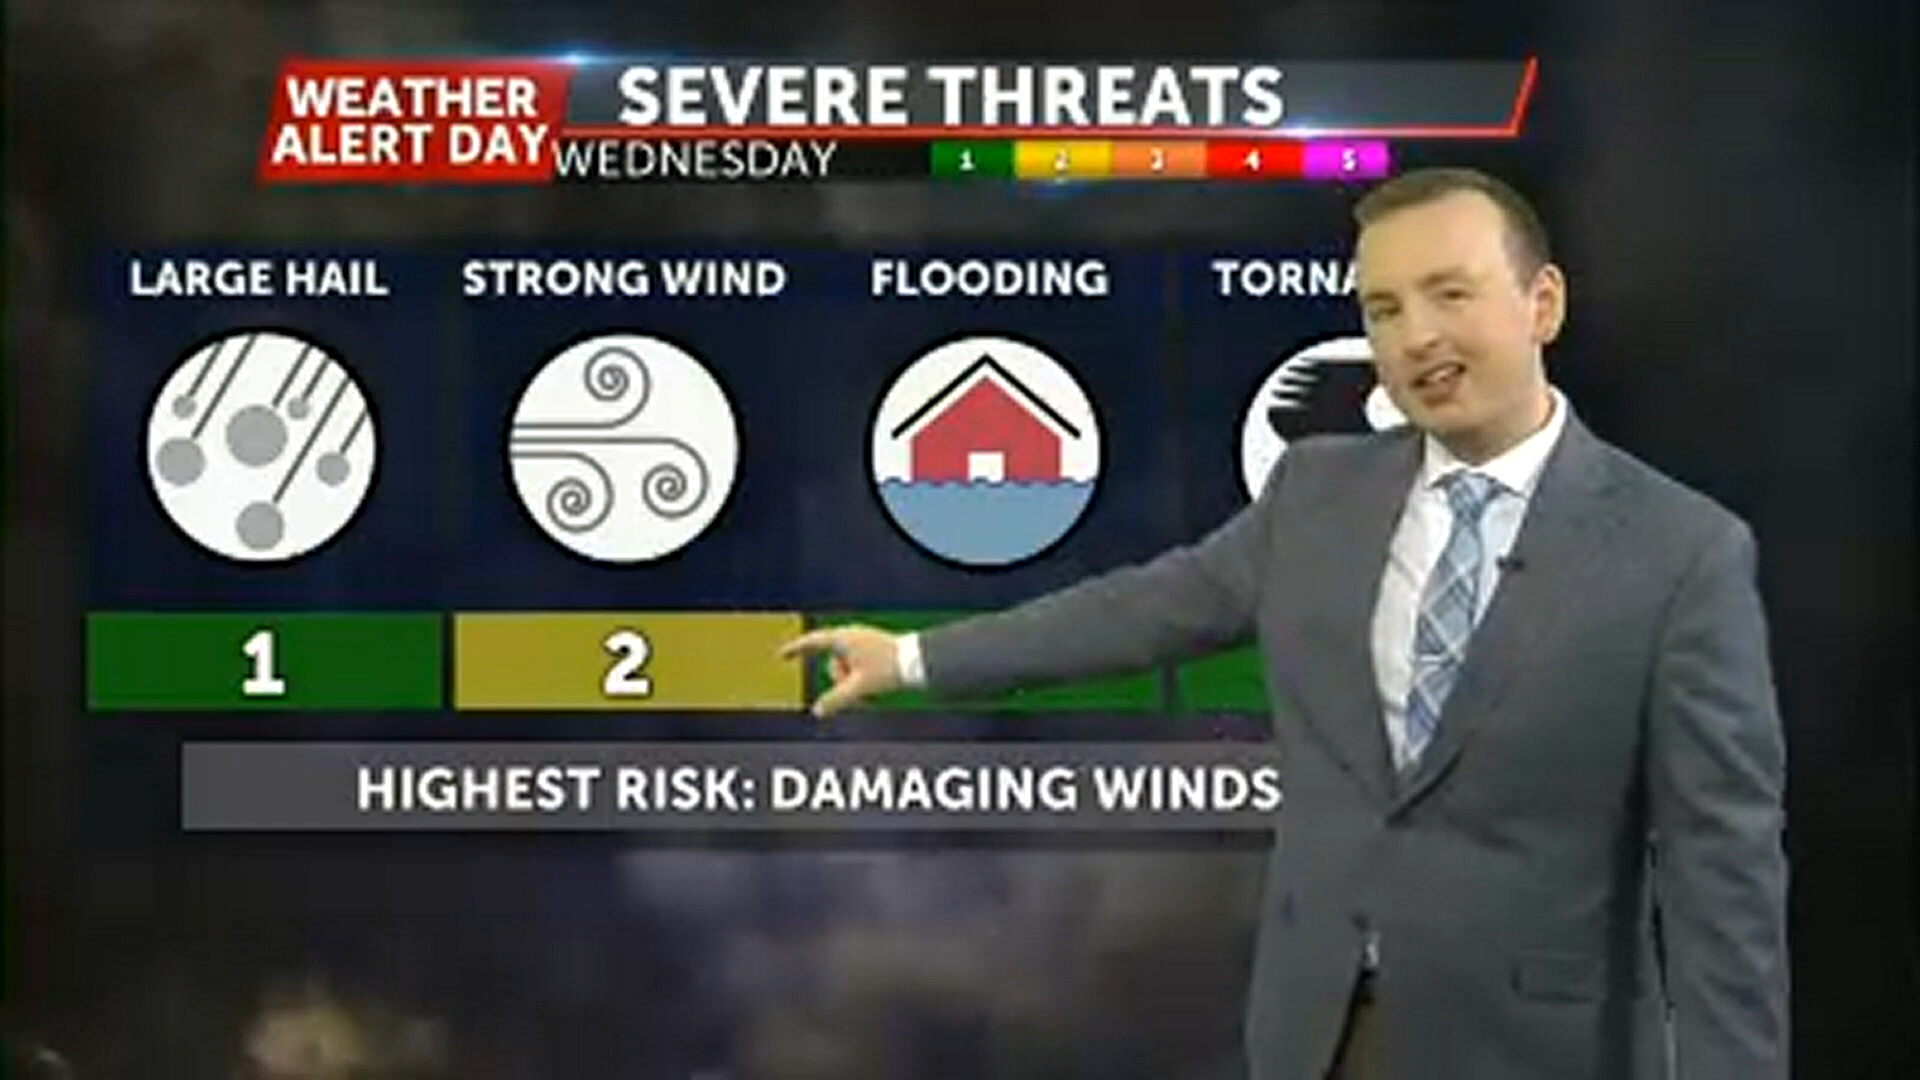 WEATHER
ALERT DAY
SEVERE THREATS
WEDNESDAY
1 2 3 4 5
LARGE HAIL STRONG WIND FLOODING TORNA
1 2
HIGHEST RISK: DAMAGING WINDS